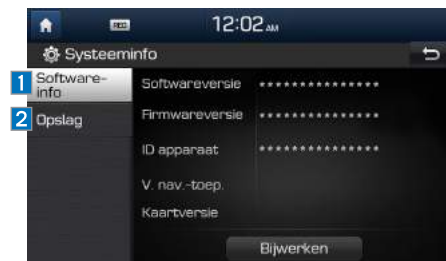 12:02 AM
Systeeminfo
1 Software-
info
2 Opslag
Softwareversie ***************
Firmwareversie ***************
ID apparaat ***************
V. nav.-toep.
Kaartversie
Bijwerken